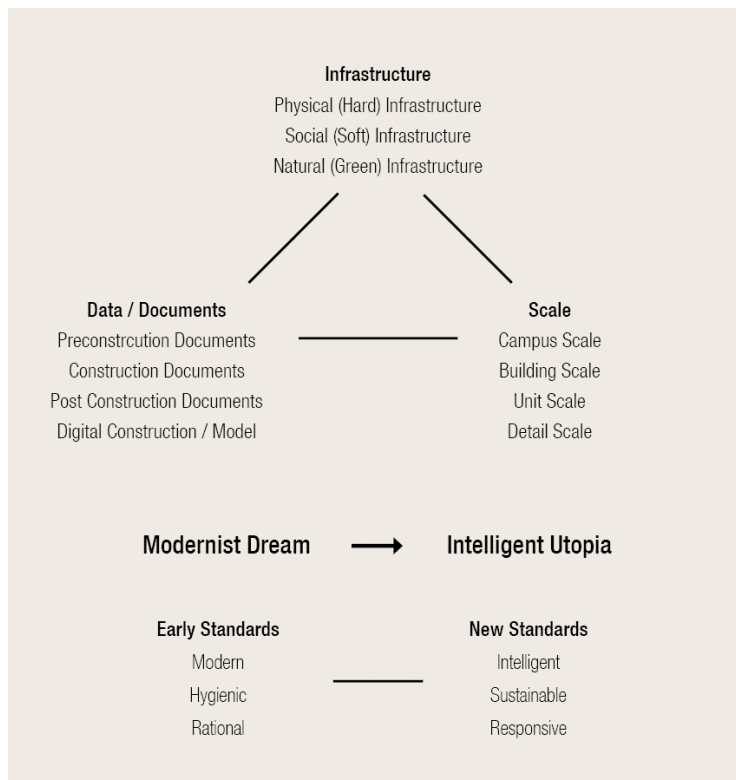 Infrastructure
Physical (Hard) Infrastructure
Social (Soft) Infrastructure
Natural (Green) Infrastructure
Data / Documents
Preconstrcution Documents
Construction Documents
Post Construction Documents
Digital Construction / Model
Scale
Campus Scale
Building Scale
Unit Scale
Detail Scale
Modernist Dream
Intelligent Utopia
Early Standards
Modern
Hygienic
Rational
New Standards
Intelligent
Sustainable
Responsive